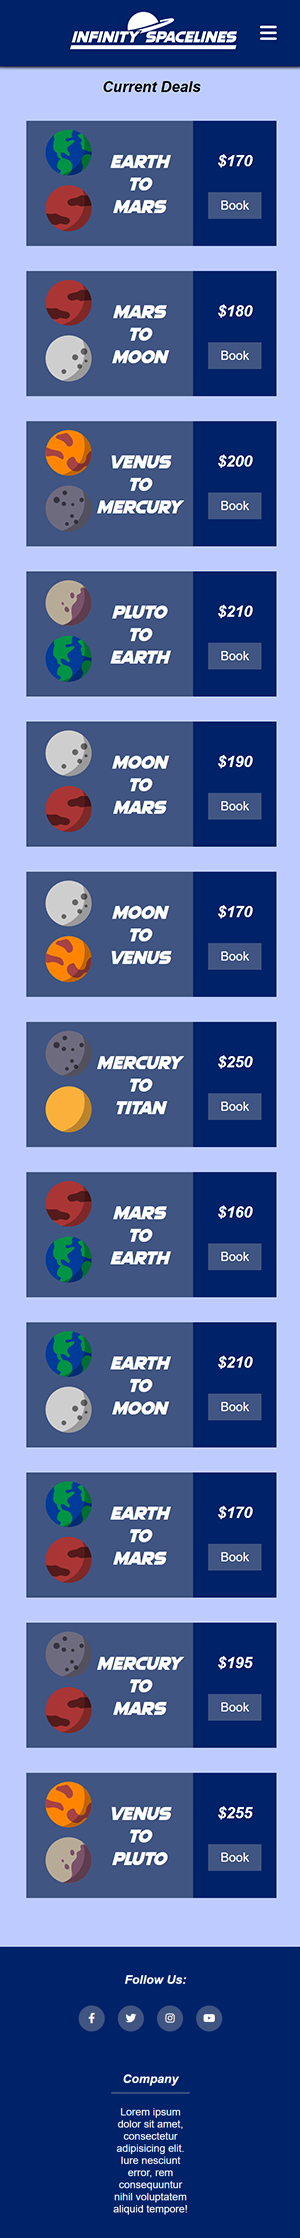 INFINITY SPACELINES
Current Deals
EARTH
TO
MARS
$170
Book
MARS
TO
MOON
$180
Book
VENUS
TO
MERCURY
$200
Book
PLUTO
TO
EARTH
$210
Book
MOON
TO
MARS
$190
Book
MOON
TO
VENUS
$170
Book
MERCURY
TO
TITAN
$250
Book
MARS
TO
EARTH
$160
Book
EARTH
TO
MOON
$210
Book
EARTH
TO
MARS
$170
Book
MERCURY
TO
MARS
$195
Book
VENUS
TO
PLUTO
$255
Book
Follow Us:
Company
Lorem ipsum
dolor sit amet,
consectetur
adipisicing elit.
Iure nesciunt
error, rem
consequuntur
nihil voluptatem
aliquid tempore!